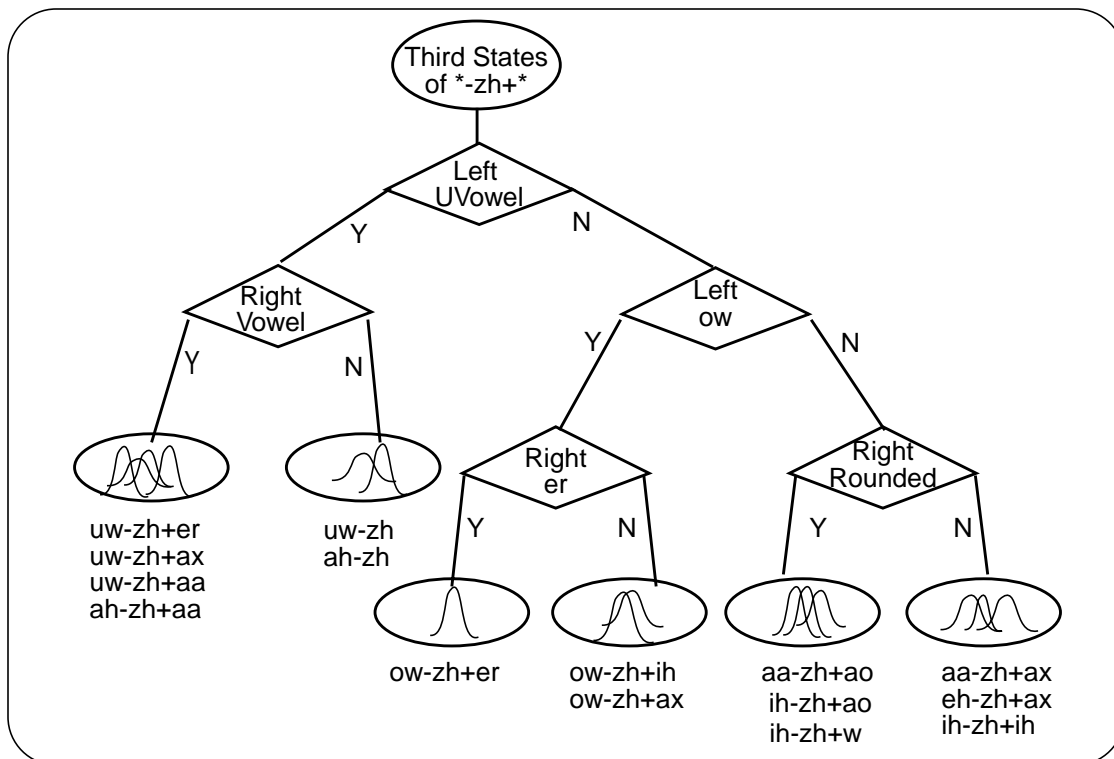 Third States
of *-zh+*
Left
UVowel
Y
N
Right
Vowel
Left
ow
Y
N
Y
N
Right
er
Right
Rounded
uw-zh+er
uw-zh+ax
uw-zh+aa
ah-zh+aa
uw-zh
ah-zh
Y
N
Y
N
ow-zh+er
ow-zh+ih
ow-zh+ax
aa-zh+ao
ih-zh+ao
ih-zh+w
aa-zh+ax
eh-zh+ax
ih-zh+ih